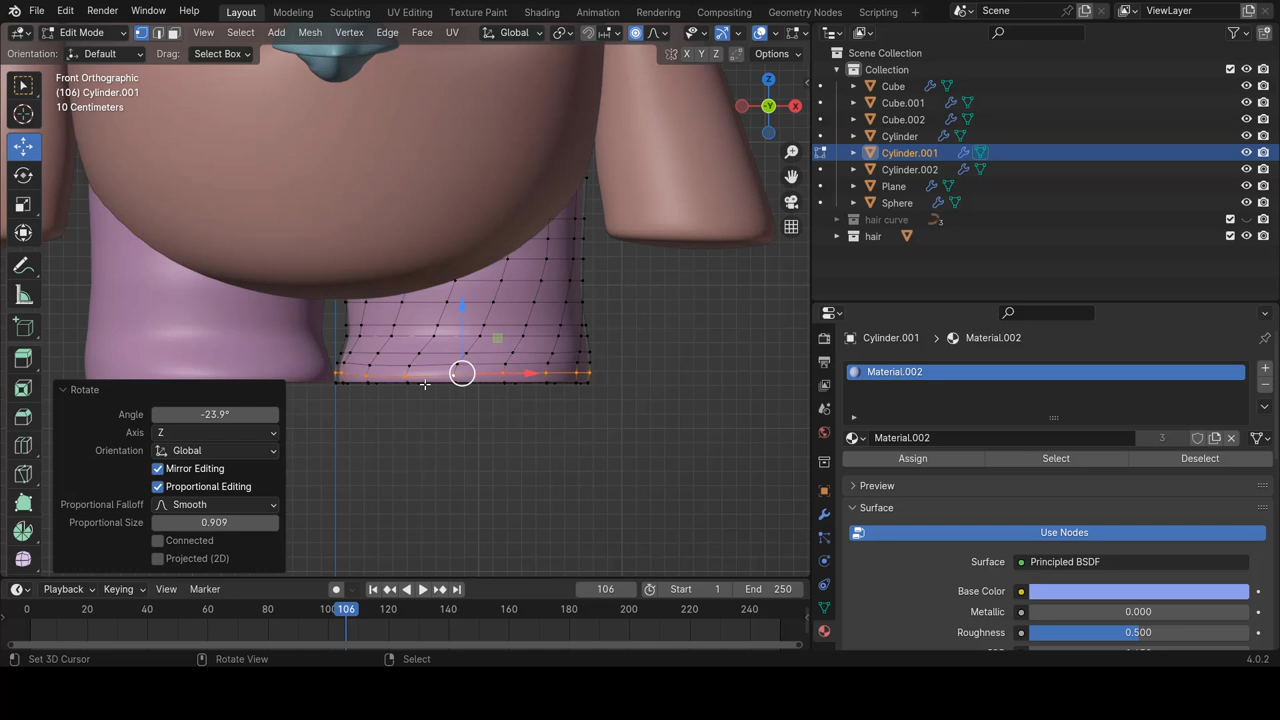 File Edit Render Window Help Layout Modeling Sculpting UV Editing Texture Paint Shading Animation Rendering Compositing Geometry Nodes Scripting Scene ViewLayer
Edit Mode View Select Add Mesh Vertex Edge Face UV Global
Orientation: Default Drag: Select Box X Y Z Options
Front Orthographic
(106) Cylinder.001
10 Centimeters
Z
-Y
X
Scene Collection
Collection
Cube
Cube.001
Cube.002
Cylinder
Cylinder.001
Cylinder.002
Plane
Sphere
hair curve 3
hair
Cylinder.001 Material.002
Material.002
Material.002 3
Assign Select Deselect
Preview
Surface
Use Nodes
Surface Principled BSDF
Base Color
Metallic 0.000
Roughness 0.500
Rotate
Angle -23.9°
Axis Z
Orientation Global
Mirror Editing
Proportional Editing
Proportional Falloff Smooth
Proportional Size 0.909
Connected
Projected (2D)
Playback Keying View Marker 106 Start 1 End 250
0 20 40 60 80 106 120 140 160 180 200 220 240
Set 3D Cursor Rotate View Select 4.0.2